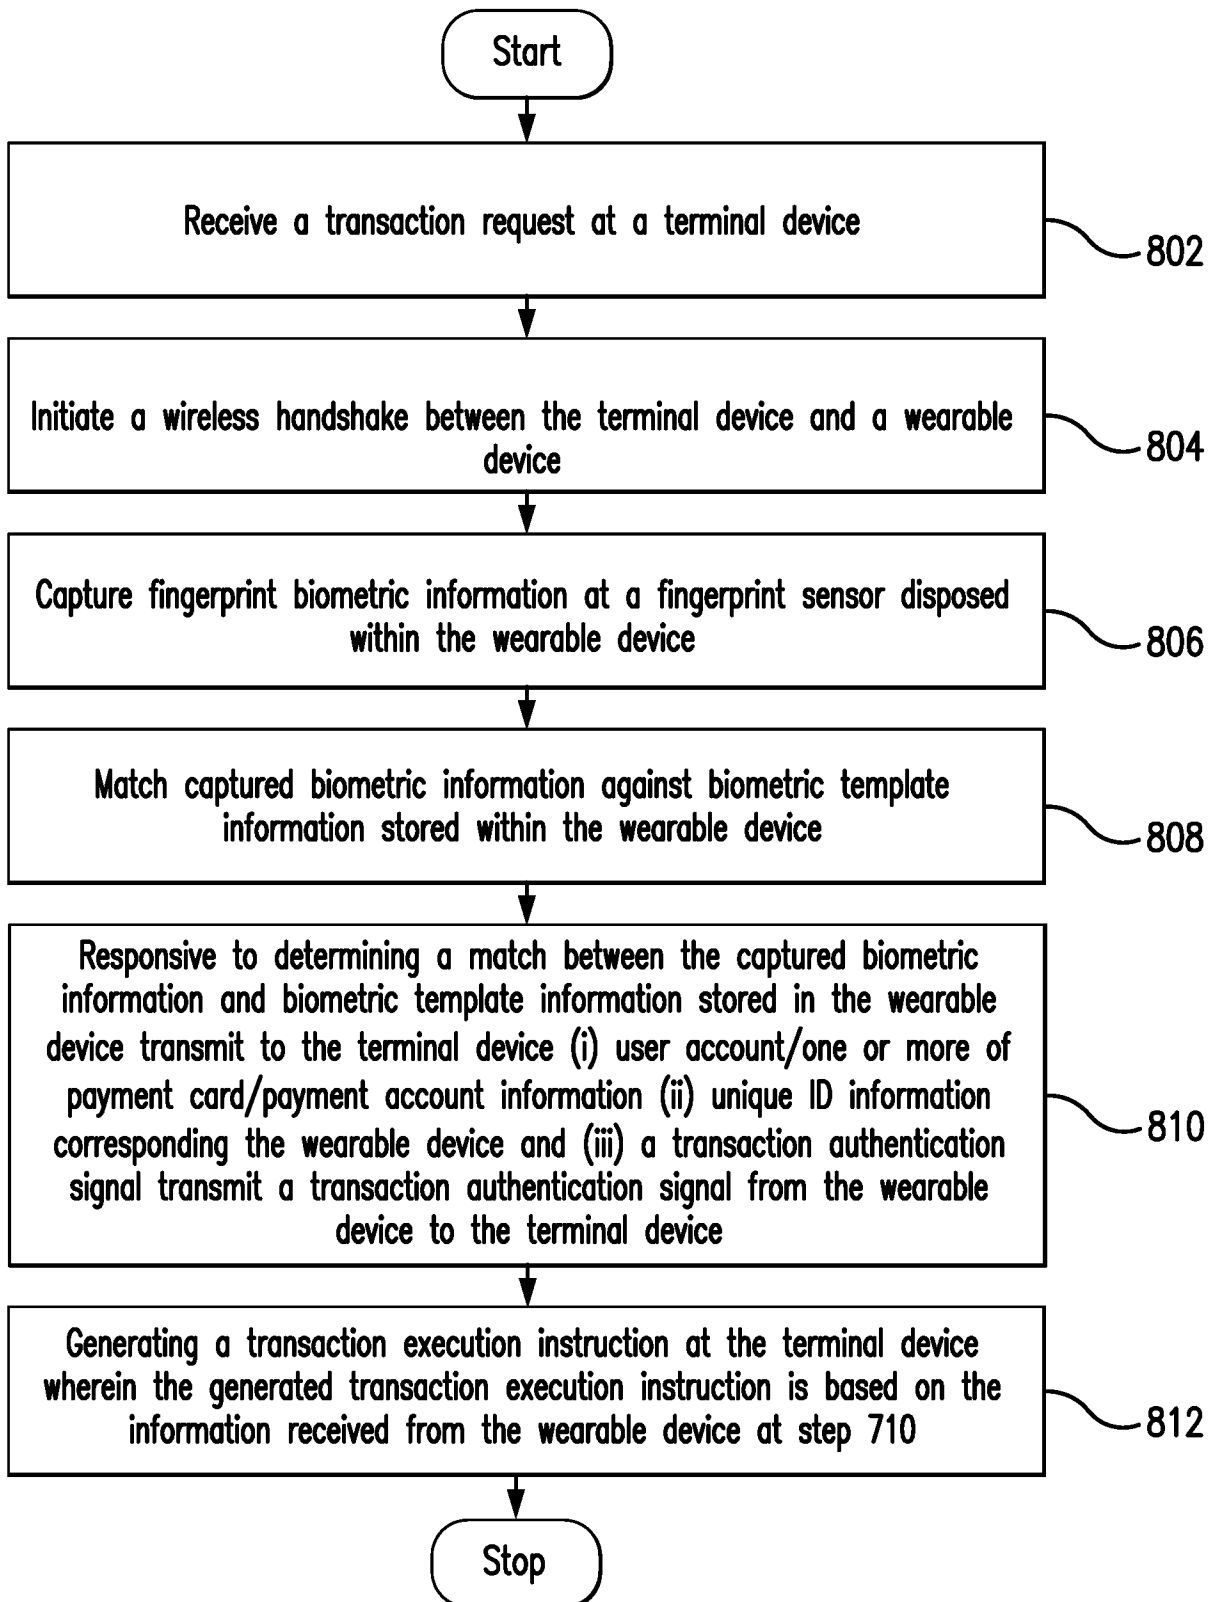 Start
Receive a transaction request at a terminal device
802
Initiate a wireless handshake between the terminal device and a wearable
device
804
Capture fingerprint biometric information at a fingerprint sensor disposed
within the wearable device
806
Match captured biometric information against biometric template
information stored within the wearable device
808
Responsive to determining a match between the captured biometric
information and biometric template information stored in the wearable
device transmit to the terminal device (i) user account/one or more of
payment card/payment account information (ii) unique ID information
corresponding the wearable device and (iii) a transaction authentication
signal transmit a transaction authentication signal from the wearable
device to the terminal device
810
Generating a transaction execution instruction at the terminal device
wherein the generated transaction execution instruction is based on the
information received from the wearable device at step 710
812
Stop